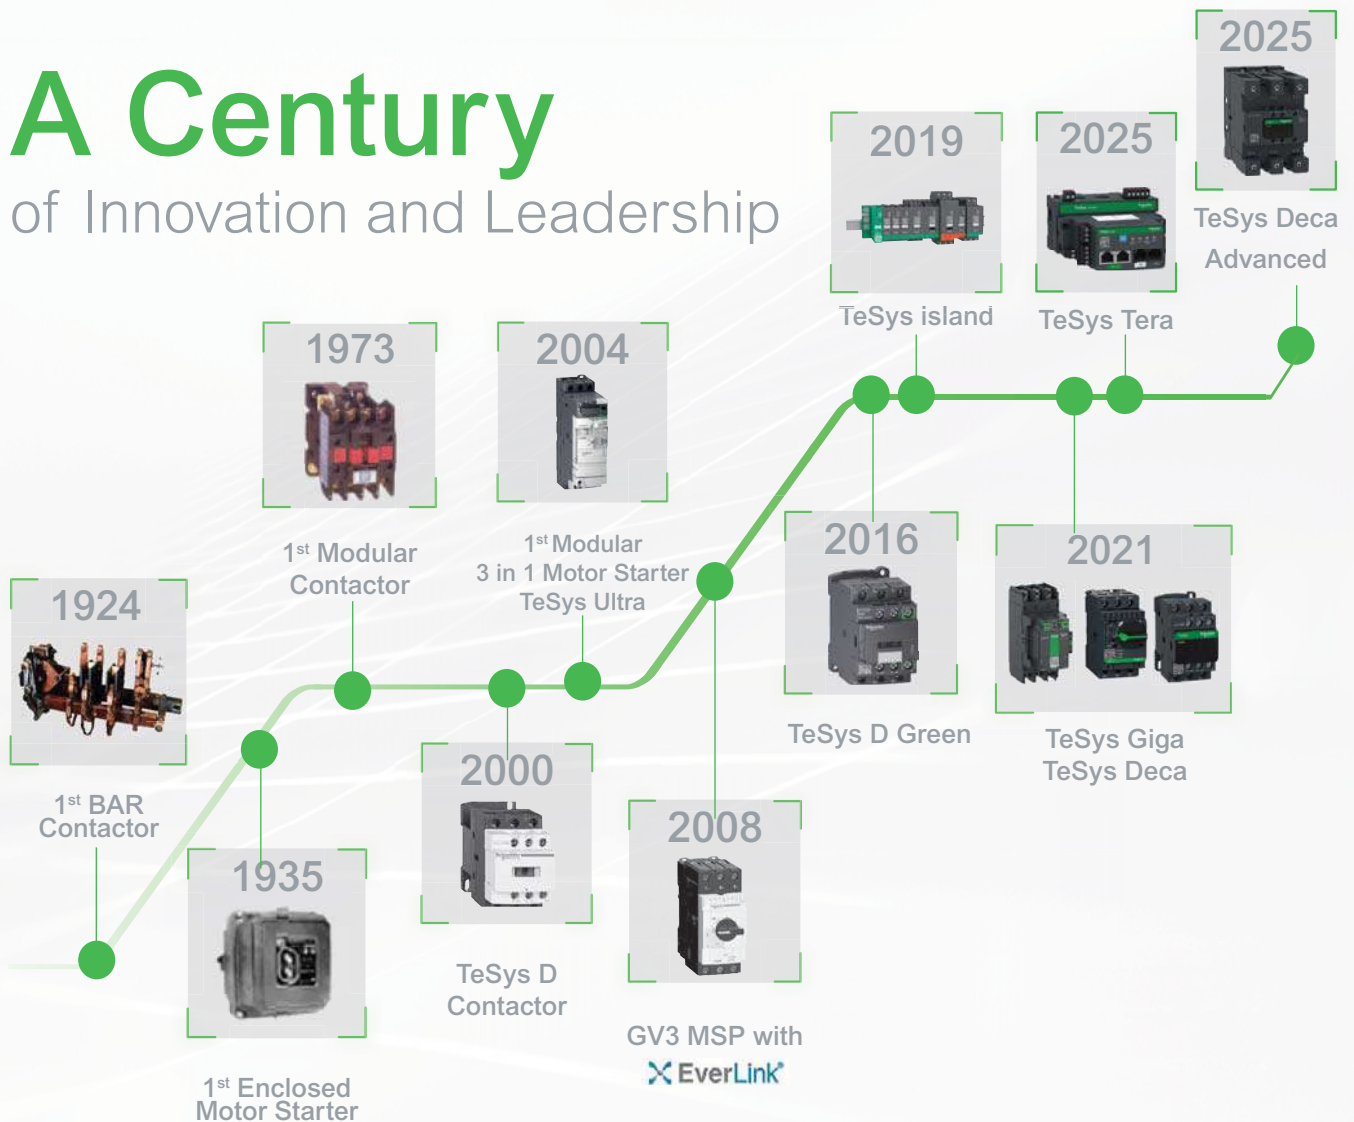 A Century
of Innovation and Leadership
1924
1st BAR
Contactor
1935
1st Enclosed
Motor Starter
1973
1st Modular
Contactor
2000
TeSys D
Contactor
2004
1st Modular
3 in 1 Motor Starter
TeSys Ultra
2008
GV3 MSP with
EverLink®
2016
TeSys D Green
2019
TeSys island
2021
TeSys Giga
TeSys Deca
2025
TeSys Tera
2025
TeSys Deca
Advanced